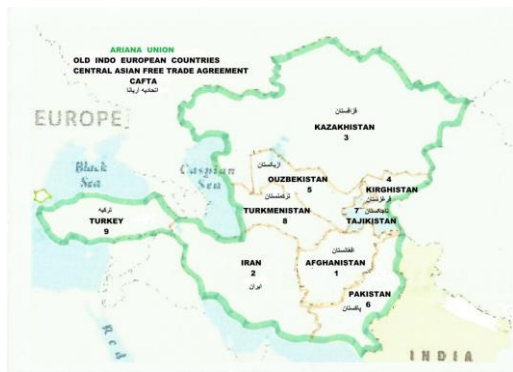 ARIANA UNION
OLD INDO EUROPEAN COUNTRIES
CENTRAL ASIAN FREE TRADE AGREEMENT
CAFTA
اتحادیه آریانا
EUROPE
Black
Sea
Caspian
Sea
قزاقستان
KAZAKHISTAN
3
ازبکستان
OUZBEKISTAN
5
4
KIRGHISTAN
قرغزستان
ترکمنستان
TURKMENISTAN
8
7
تاجکستان
TAJIKISTAN
ترکیه
TURKEY
9
IRAN
2
ایران
افغانستان
AFGHANISTAN
1
PAKISTAN
6
پاکستان
Red
INDIA